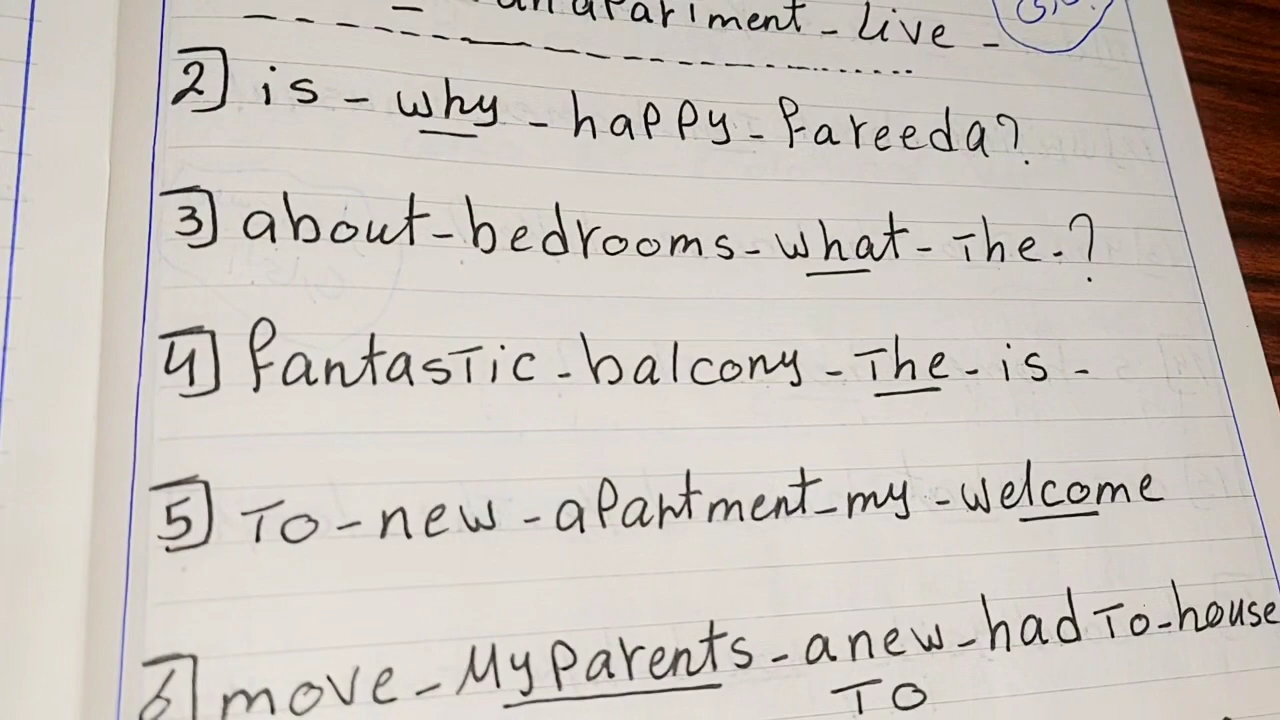 an apartment - Live -
2) is - why - happy - Fareeda?
3) about - bedrooms - what - The - ?
4) Fantastic - balcony - The - is -
5) To - new - apartment - my - welcome
6) move - My parents - a new - had To - house
To